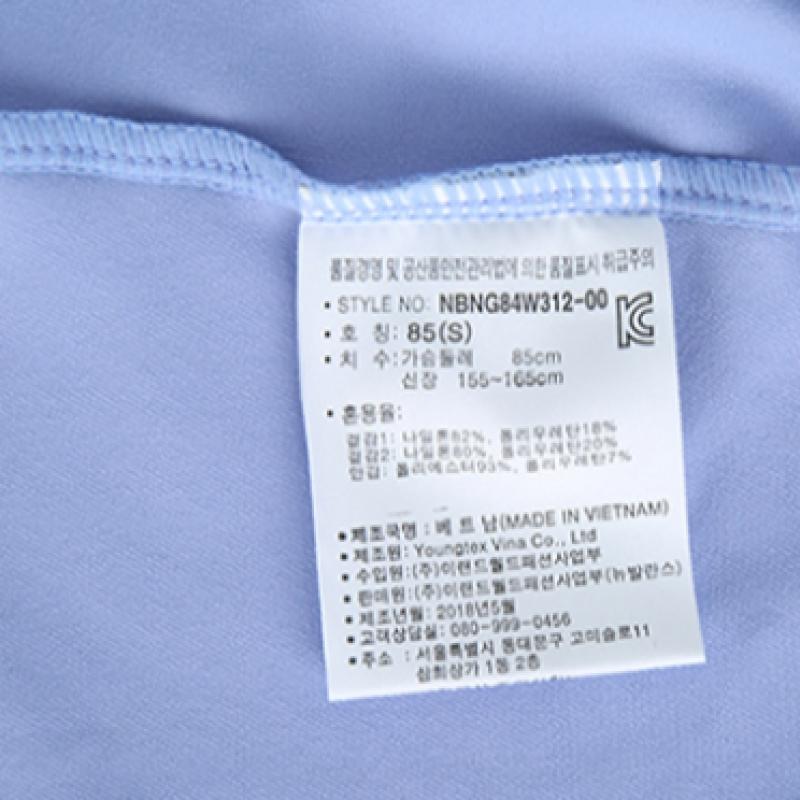 품질경영 및 공산품안전관리법에 의한 품질표시 취급주의
• STYLE NO: NBNG84W312-00
KC
• 호 칭: 85(S)
• 치 수:가슴둘레 85cm
신장 155~165cm
• 혼용율:
겉감1: 나일론82%, 폴리우레탄18%
겉감2: 나일론80%, 폴리우레탄20%
안감: 폴리에스터93%, 폴리우레탄7%
• 제조국명 : 베 트 남(MADE IN VIETNAM)
• 제조원: Youngtex Vina Co., Ltd
• 수입원:(주)이랜드월드패션사업부
• 판매원:(주)이랜드월드패션사업부(뉴발란스)
• 제조년월: 2018년5월
• 고객상담실: 080-999-0456
• 주소 : 서울특별시 동대문구 고미술로11
삼희상가 1동 2층